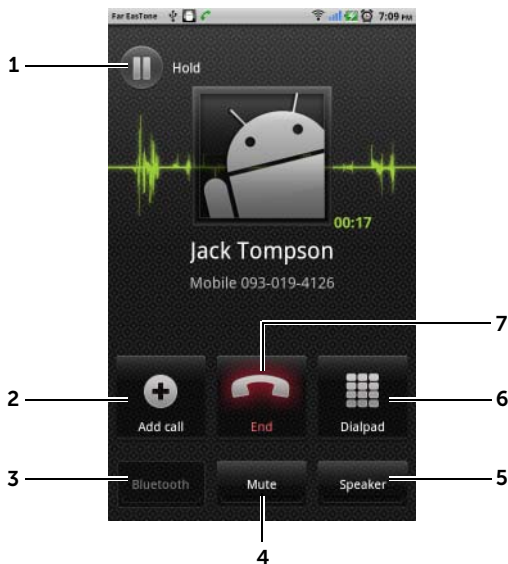 Far EasTone 7:09 PM
1
Hold
00:17
Jack Tompson
Mobile 093-019-4126
7
2
Add call
End
Dialpad
6
3
Bluetooth
Mute
Speaker
5
4